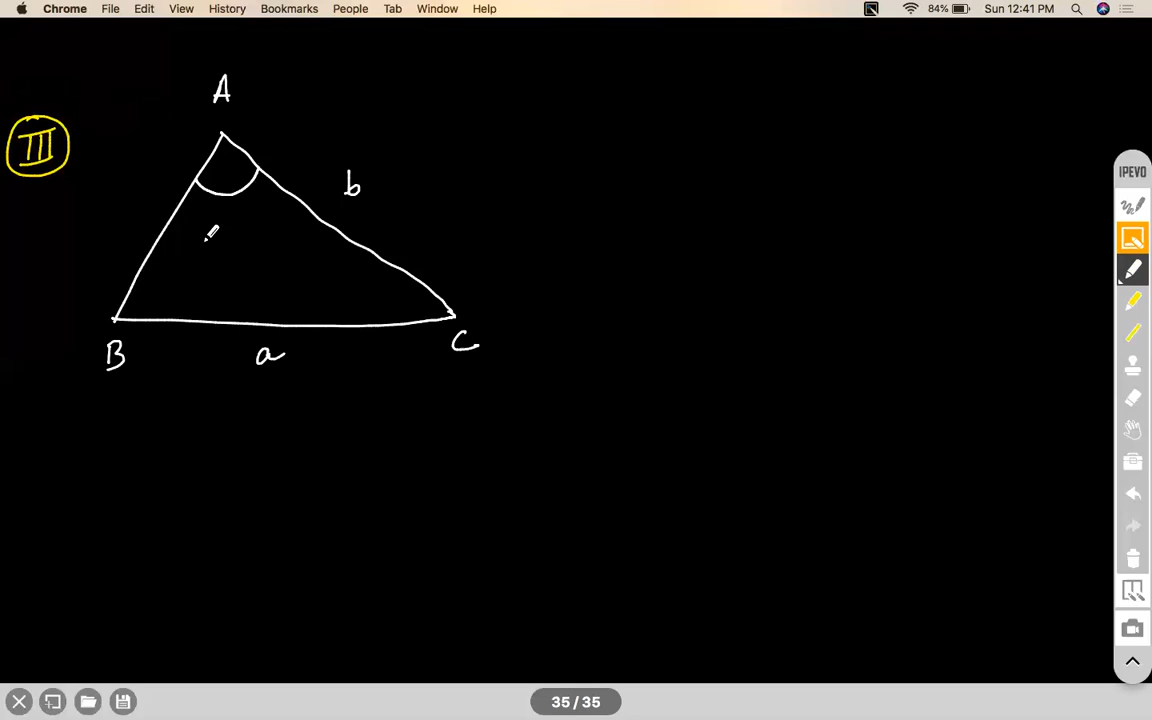 Chrome File Edit View History Bookmarks People Tab Window Help 84% Sun 12:41 PM
A
III
b
IPEVO
B a C
35/35